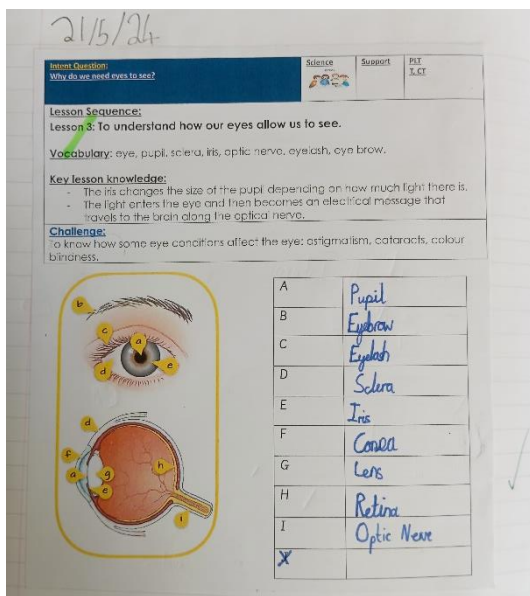 21/5/24
Intent Question:
Why do we need eyes to see?
Science
Support
PLT
T, CT
Lesson Sequence:
Lesson 3: To understand how our eyes allow us to see.
Vocabulary: eye, pupil, sclera, iris, optic nerve, eyelash, eye brow.
Key lesson knowledge:
- The iris changes the size of the pupil depending on how much light there is.
- The light enters the eye and then becomes an electrical message that
travels to the brain along the optical nerve.
Challenge:
To know how some eye conditions affect the eye: astigmatism, cataracts, colour
blindness.
b
c
a
d
e
d
f
a
g
e
h
i
A Pupil
B Eyebrow
C Eyelash
D Sclera
E Iris
F Conea
G Lens
H Retina
I Optic Nerve